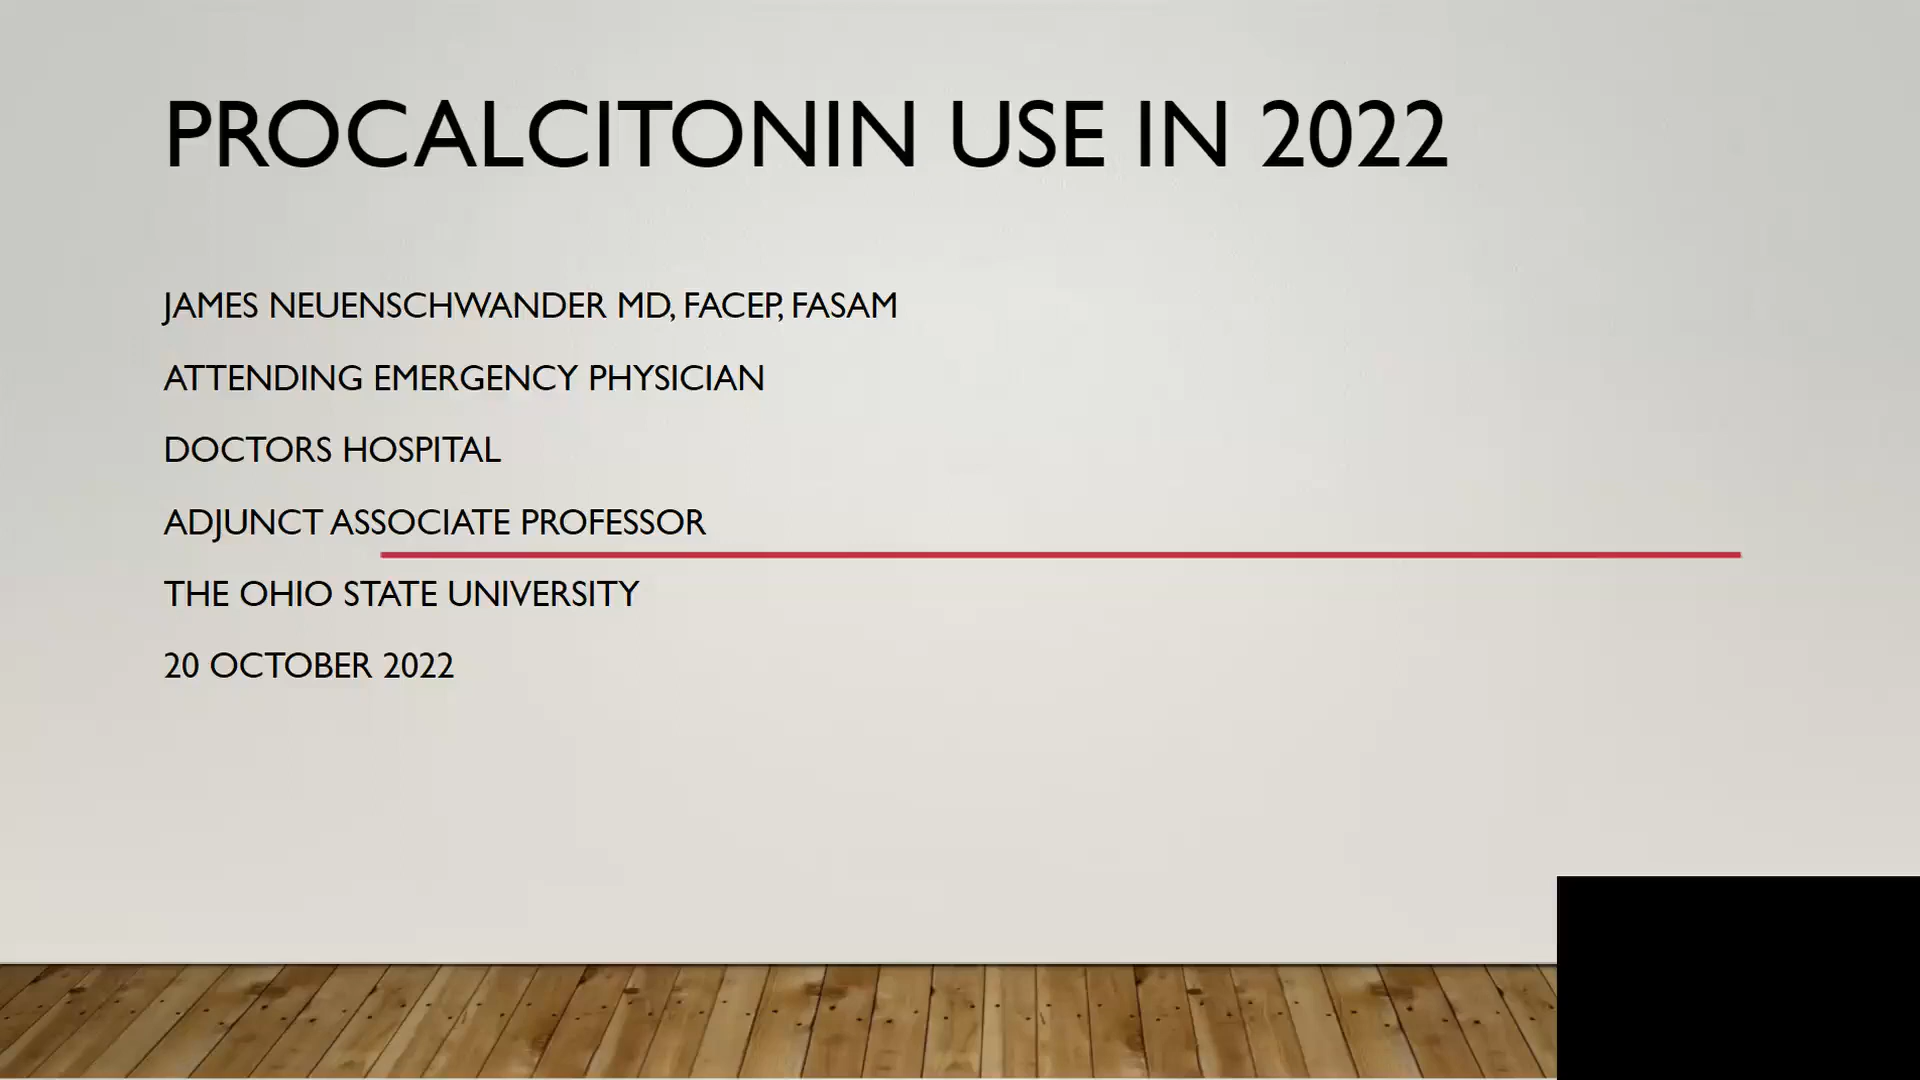 PROCALCITONIN USE IN 2022
JAMES NEUENSCHWANDER MD, FACEP, FASAM
ATTENDING EMERGENCY PHYSICIAN
DOCTORS HOSPITAL
ADJUNCT ASSOCIATE PROFESSOR
THE OHIO STATE UNIVERSITY
20 OCTOBER 2022